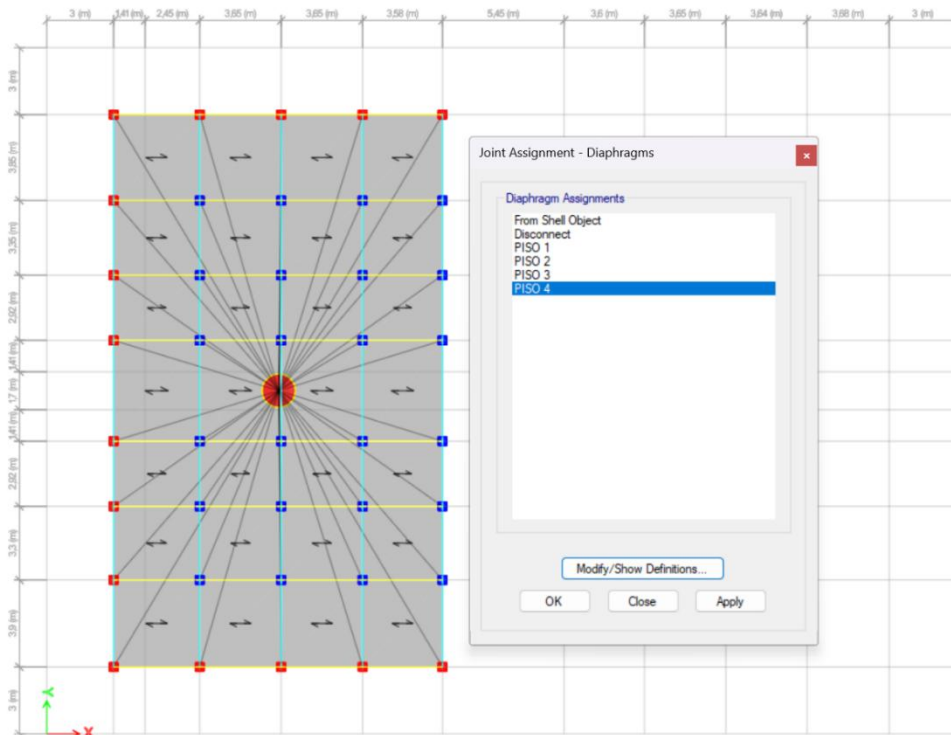 3 (m) 1,41 (m) 2,45 (m) 3,65 (m) 3,65 (m) 3,58 (m) 5,45 (m) 3,6 (m) 3,65 (m) 3,64 (m) 3,68 (m) 3 (m)
3 (m)
3,85 (m)
3,35 (m)
2,92 (m)
1,41 (m)
1,7 (m)
1,41 (m)
2,92 (m)
3,3 (m)
3,9 (m)
3 (m)
Y
X
Joint Assignment - Diaphragms
Diaphragm Assignments
From Shell Object
Disconnect
PISO 1
PISO 2
PISO 3
PISO 4
Modify/Show Definitions...
OK Close Apply